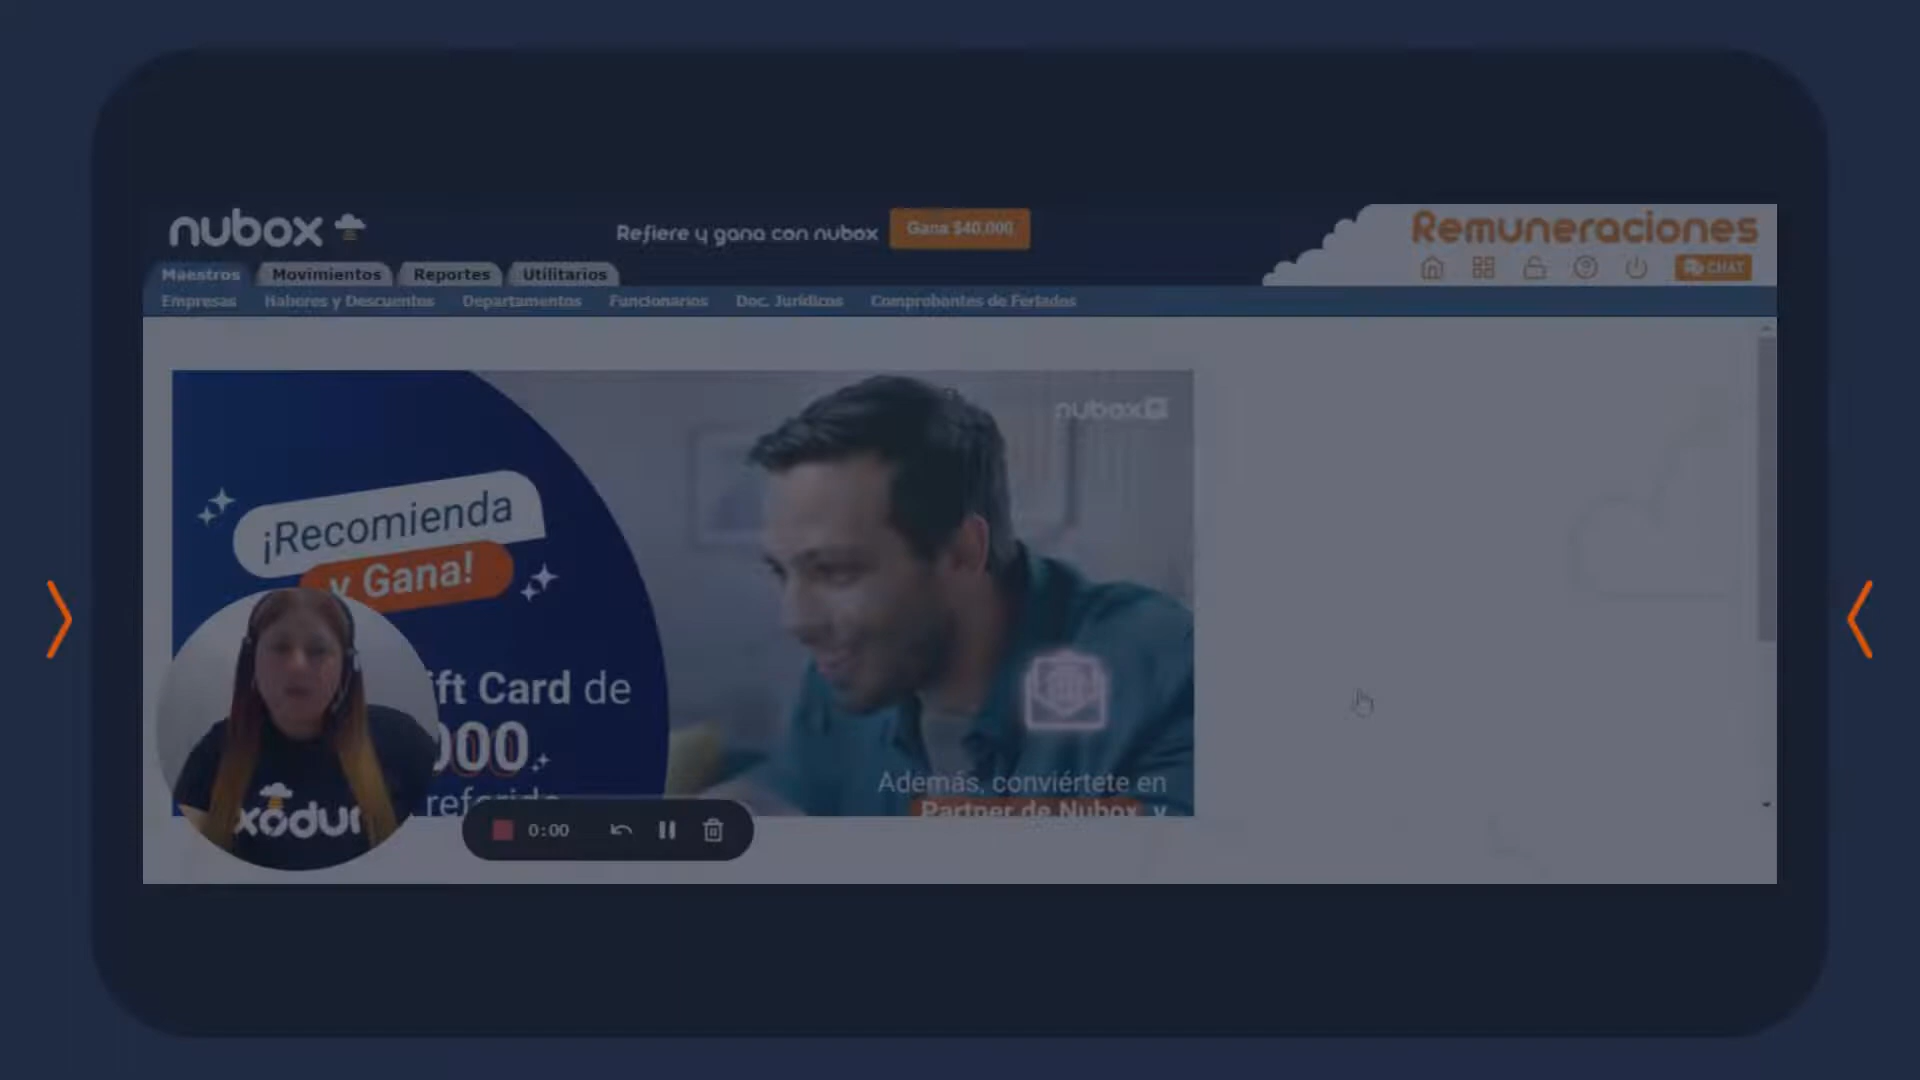 nubox
Refiere y gana con nubox
Gana $40.000
Remuneraciones
Maestros
Movimientos
Reportes
Utilitarios
CHAT
Empresas
Haberes y Descuentos
Departamentos
Funcionarios
Doc. Jurídicos
Comprobantes de Feriados
nubox
¡Recomienda
y Gana!
ift Card de
000
referido
Además, conviértete en
Partner de Nubox y
xodun
0:00